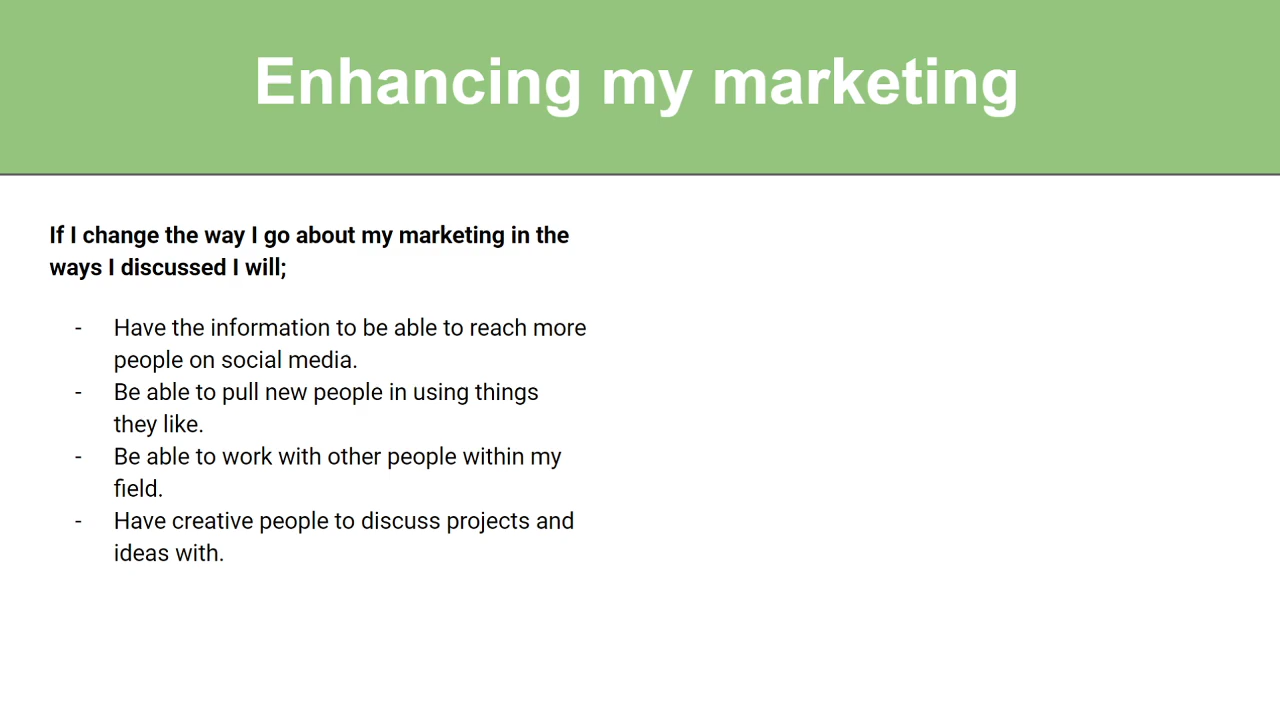 Enhancing my marketing
If I change the way I go about my marketing in the
ways I discussed I will;
- Have the information to be able to reach more
people on social media.
- Be able to pull new people in using things
they like.
- Be able to work with other people within my
field.
- Have creative people to discuss projects and
ideas with.